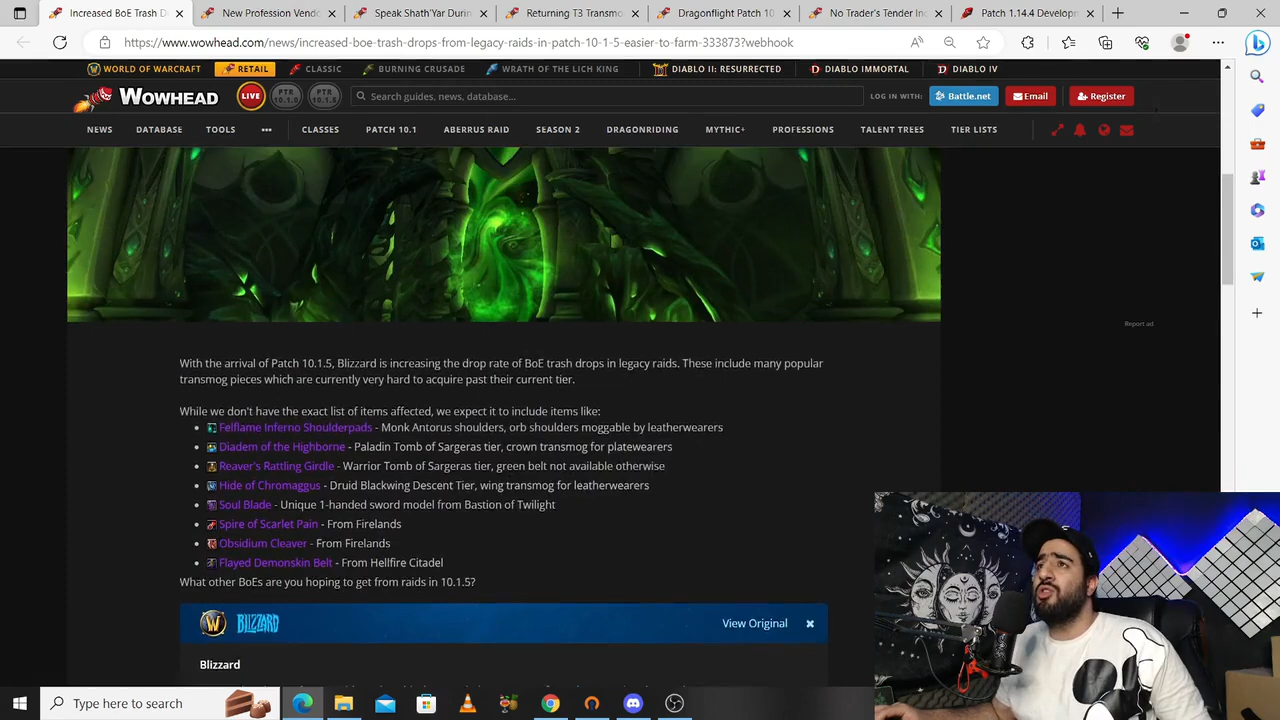 Increased BoE Trash D
New Profession Vendo
Speak Shath'Yar Durin
Returning T3 Transmo
Dragonflight Patch 10.
No Trader's Tender Inc
Patch 1.14.4 Developm
https://www.wowhead.com/news/increased-boe-trash-drops-from-legacy-raids-in-patch-10-1-5-easier-to-farm-333873?webhook
WORLD OF WARCRAFT
RETAIL
CLASSIC
BURNING CRUSADE
WRATH OF THE LICH KING
DIABLO II: RESURRECTED
DIABLO IMMORTAL
DIABLO IV
WOWHEAD
LIVE
PTR 10.1.0
PTR 10.1.5
Search guides, news, database...
LOG IN WITH:
Battle.net
Email
Register
NEWS
DATABASE
TOOLS
CLASSES
PATCH 10.1
ABERRUS RAID
SEASON 2
DRAGONRIDING
MYTHIC+
PROFESSIONS
TALENT TREES
TIER LISTS
Report ad
With the arrival of Patch 10.1.5, Blizzard is increasing the drop rate of BoE trash drops in legacy raids. These include many popular
transmog pieces which are currently very hard to acquire past their current tier.
While we don't have the exact list of items affected, we expect it to include items like:
Felflame Inferno Shoulderpads - Monk Antorus shoulders, orb shoulders moggable by leatherwearers
Diadem of the Highborne - Paladin Tomb of Sargeras tier, crown transmog for platewearers
Reaver's Rattling Girdle - Warrior Tomb of Sargeras tier, green belt not available otherwise
Hide of Chromaggus - Druid Blackwing Descent Tier, wing transmog for leatherwearers
Soul Blade - Unique 1-handed sword model from Bastion of Twilight
Spire of Scarlet Pain - From Firelands
Obsidium Cleaver - From Firelands
Flayed Demonskin Belt - From Hellfire Citadel
What other BoEs are you hoping to get from raids in 10.1.5?
BLIZZARD
View Original
Blizzard
Type here to search